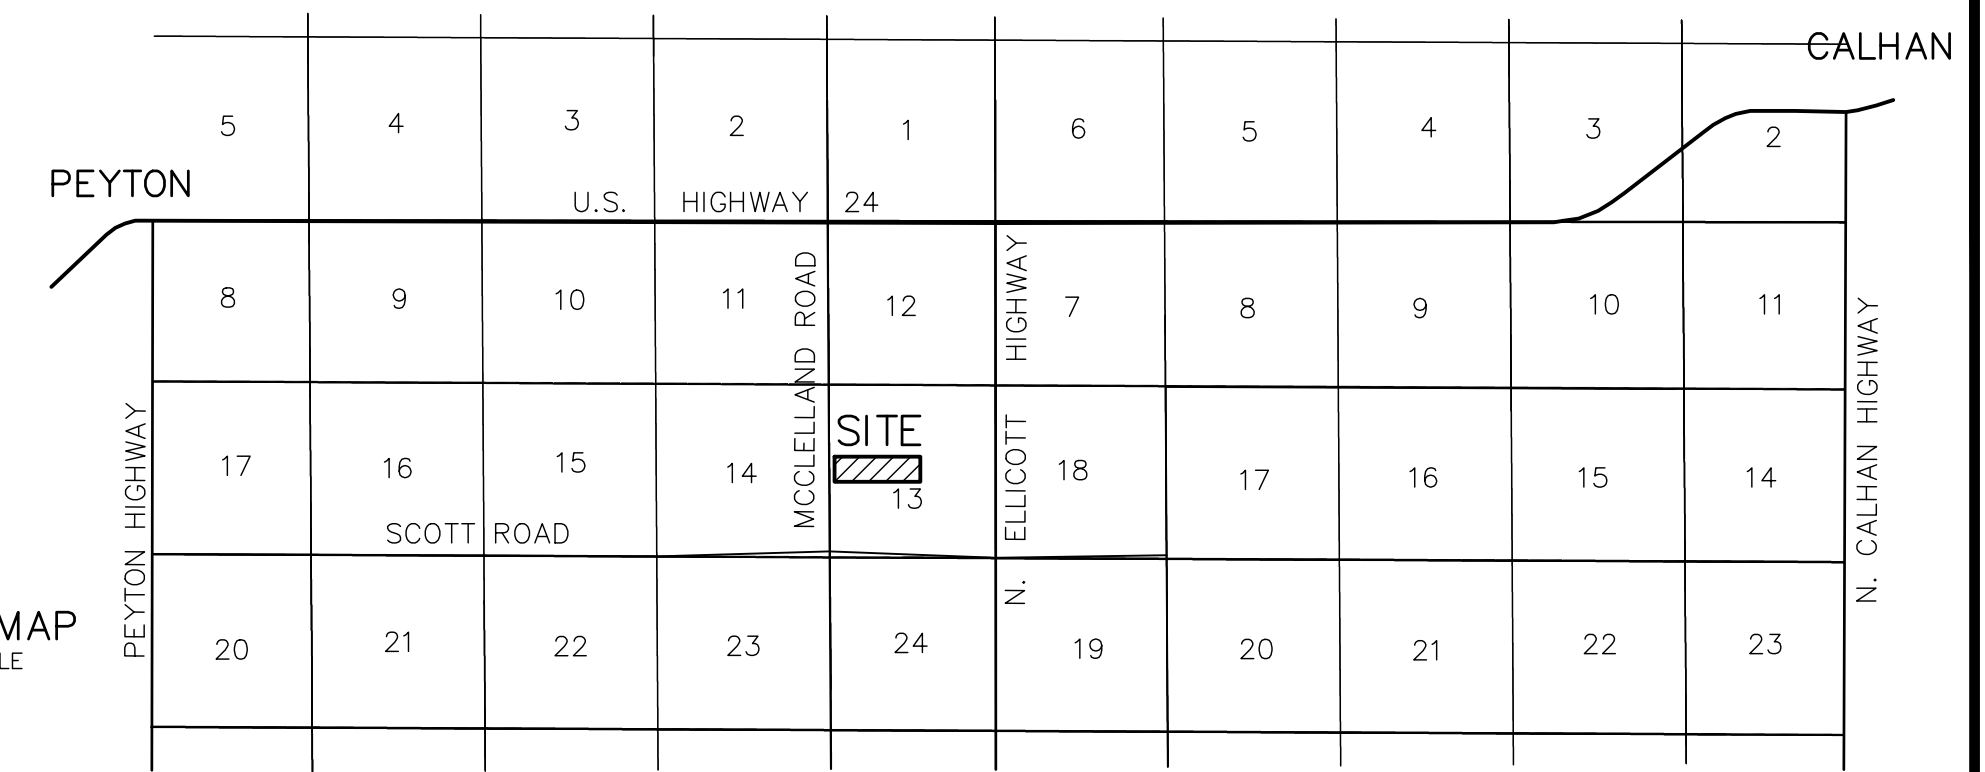 CALHAN
5 4 3 2 1 6 5 4 3 2
PEYTON
U.S. HIGHWAY 24
8 9 10 11 12 7 8 9 10 11
MCCLELLAND ROAD
N. ELLICOTT HIGHWAY
PEYTON HIGHWAY
N. CALHAN HIGHWAY
SITE
17 16 15 14 13 18 17 16 15 14
SCOTT ROAD
MAP
LE
20 21 22 23 24 19 20 21 22 23